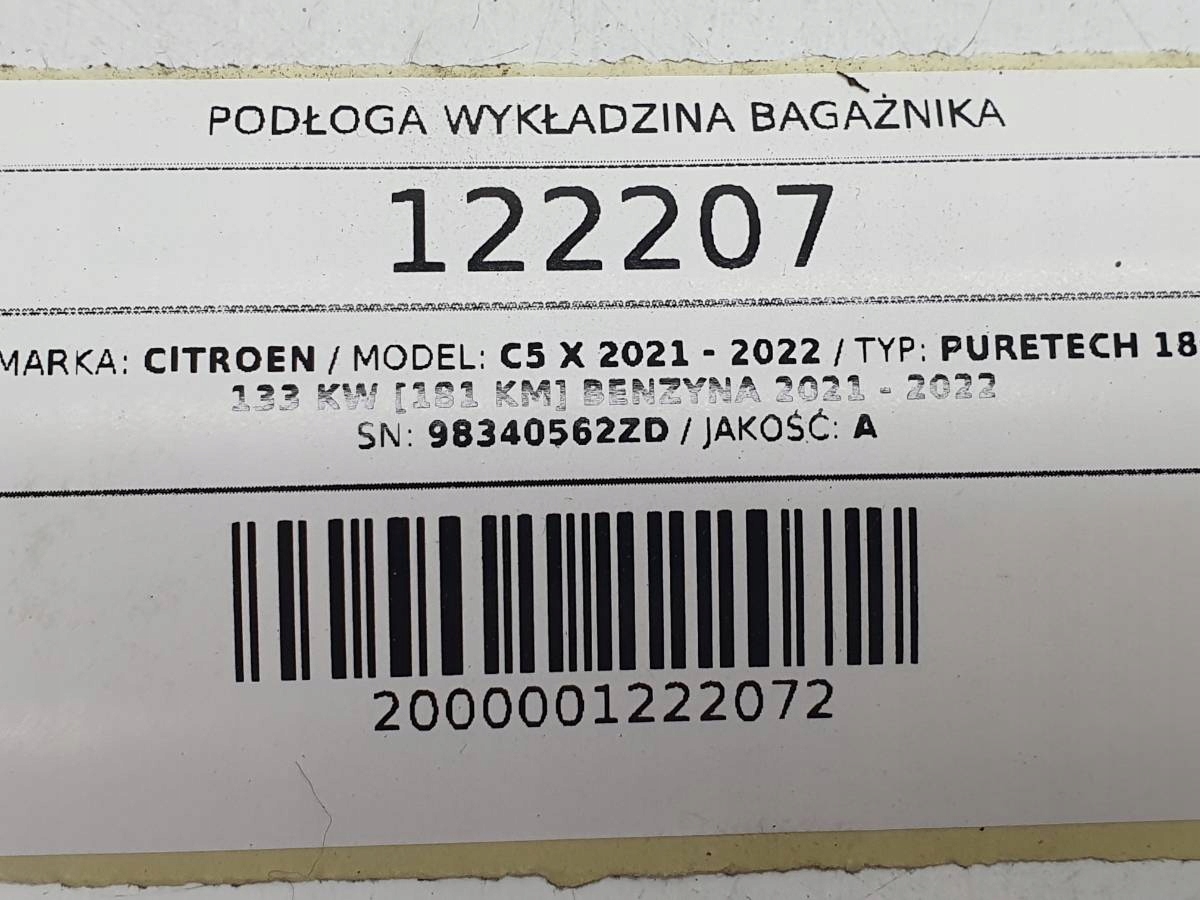 PODŁOGA WYKŁADZINA BAGAŻNIKA
122207
MARKA: CITROEN / MODEL: C5 X 2021 - 2022 / TYP: PURETECH 18
133 KW [181 KM] BENZYNA 2021 - 2022
SN: 98340562ZD / JAKOŚĆ: A
2000001222072